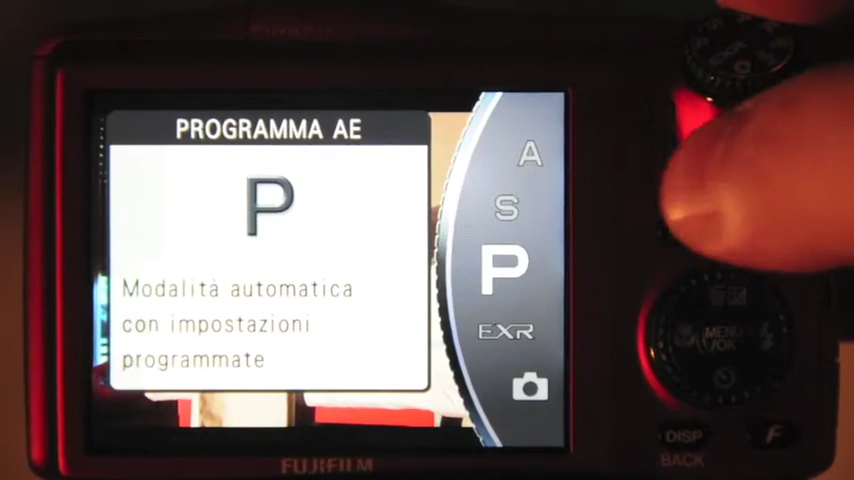 PROGRAMMA AE
P
Modalità automatica
con impostazioni
programmate
A
S
P
EXR
MENU
/OK
DISP
BACK
F
FUJIFILM